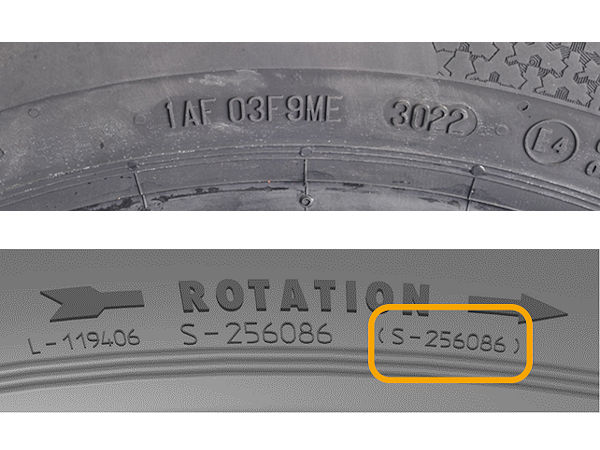 1AF 03F9ME 3022 E4
ROTATION
L-119406 S-256086 (S-256086)